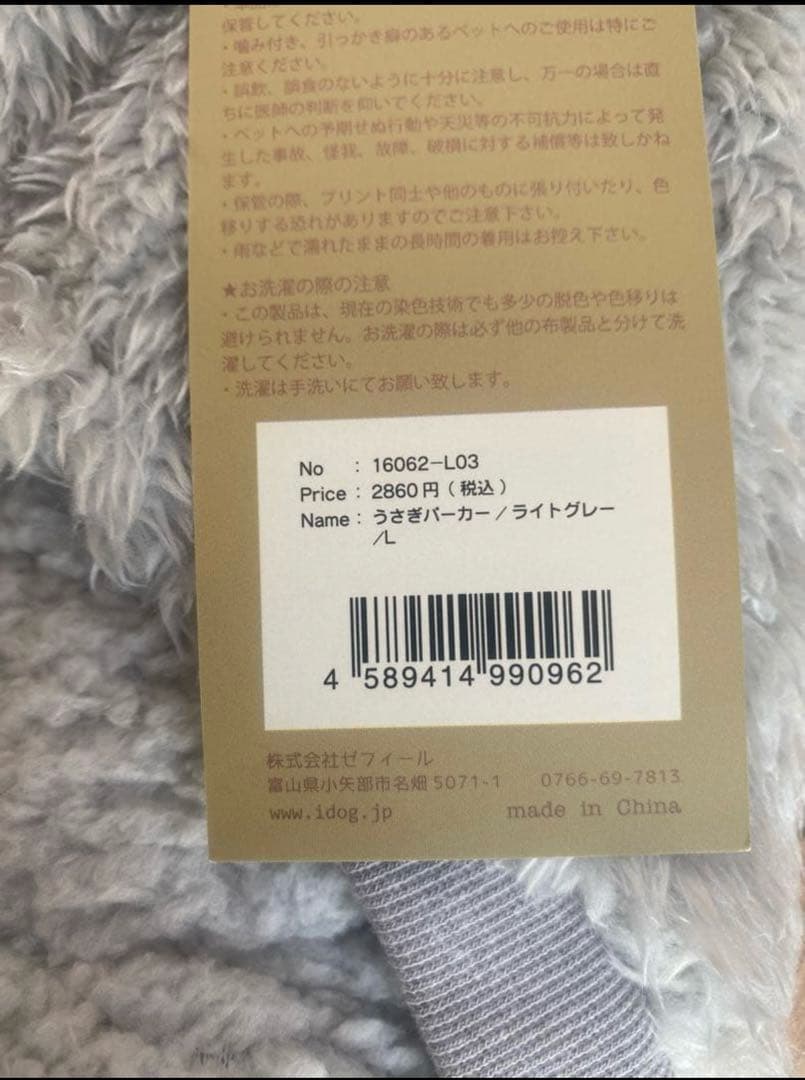 保管してください。
・噛み付き、引っかき癖のあるペットへのご使用は特にご
注意ください。
・誤飲、誤食のないように十分に注意し、万一の場合は直
ちに医師の判断を仰いでください。
・ペットへの予期せぬ行動や天災等の不可抗力によって発
生した事故、怪我、故障、破損に対する補償等は致しかね
ます。
・保管の際、プリント同士や他のものに張り付いたり、色
移りする恐れがありますのでご注意下さい。
・雨などで濡れたままの長時間の着用はお控え下さい。
★お洗濯の際の注意
・この製品は、現在の染色技術でも多少の脱色や色移りは
避けられません。お洗濯の際は必ず他の布製品と分けて洗
濯してください。
・洗濯は手洗いにてお願い致します。
No : 16062-L03
Price : 2860円(税込)
Name : うさぎパーカー/ライトグレー
/L
4 589414 990962
株式会社ゼフィール
富山県小矢部市名畑5071-1 0766-69-7813
www.idog.jp made in China